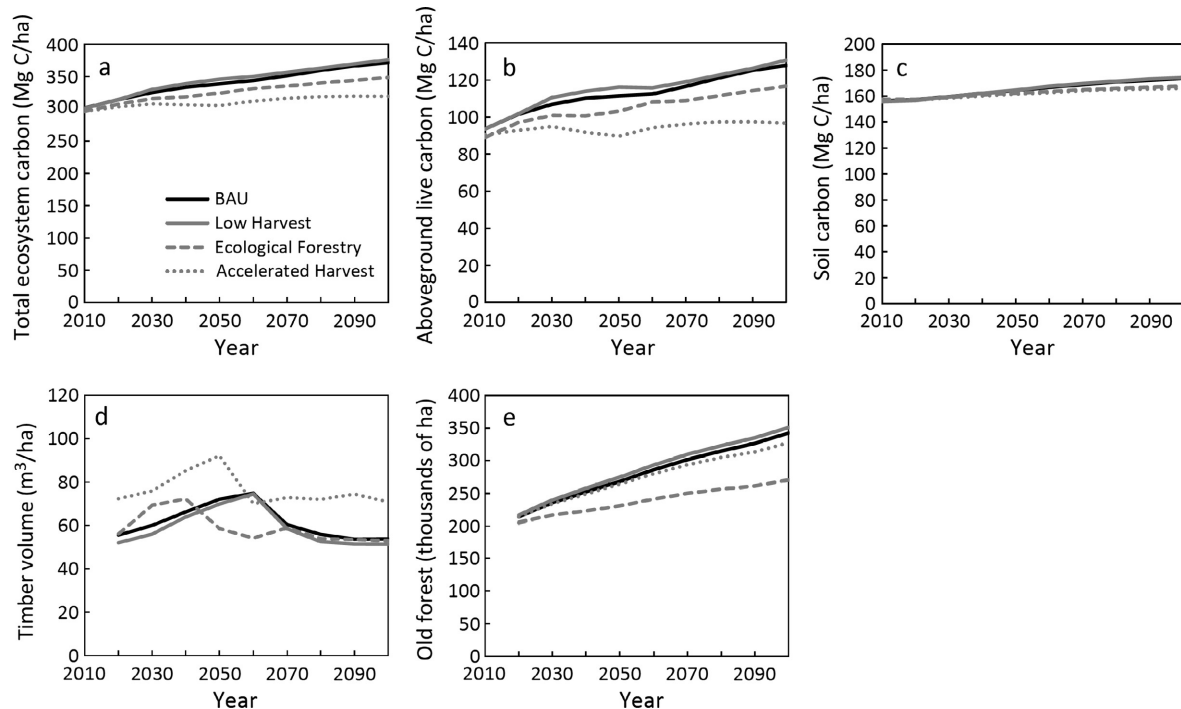 Total ecosystem carbon (Mg C/ha)
400
350
300
250
200
150
100
50
0
a
BAU
Low Harvest
Ecological Forestry
Accelerated Harvest
2010 2030 2050 2070 2090
Year
Aboveground live carbon (Mg C/ha)
140
120
100
80
60
40
20
0
b
2010 2030 2050 2070 2090
Year
Soil carbon (Mg C/ha)
200
180
160
140
120
100
80
60
40
20
0
c
2010 2030 2050 2070 2090
Year
Timber volume (m³/ha)
120
100
80
60
40
20
0
d
2010 2030 2050 2070 2090
Year
Old forest (thousands of ha)
400
350
300
250
200
150
100
50
0
e
2010 2030 2050 2070 2090
Year